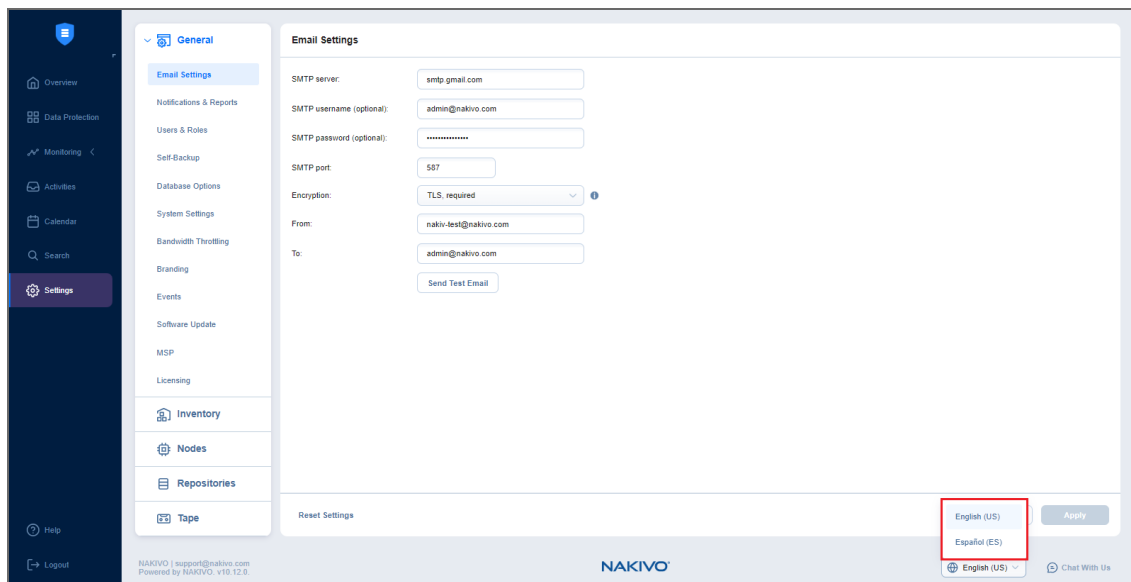 Overview
Data Protection
Monitoring
Activities
Calendar
Search
Settings
Help
Logout
General
Email Settings
Notifications & Reports
Users & Roles
Self-Backup
Database Options
System Settings
Bandwidth Throttling
Branding
Events
Software Update
MSP
Licensing
Inventory
Nodes
Repositories
Tape
Email Settings
SMTP server: smtp.gmail.com
SMTP username (optional): admin@nakivo.com
SMTP password (optional): ••••••••••••••
SMTP port: 587
Encryption: TLS, required
From: nakiv-test@nakivo.com
To: admin@nakivo.com
Send Test Email
Reset Settings
English (US)
Español (ES)
Apply
NAKIVO | support@nakivo.com
Powered by NAKIVO. v10.12.0.
NAKIVO
English (US)
Chat With Us